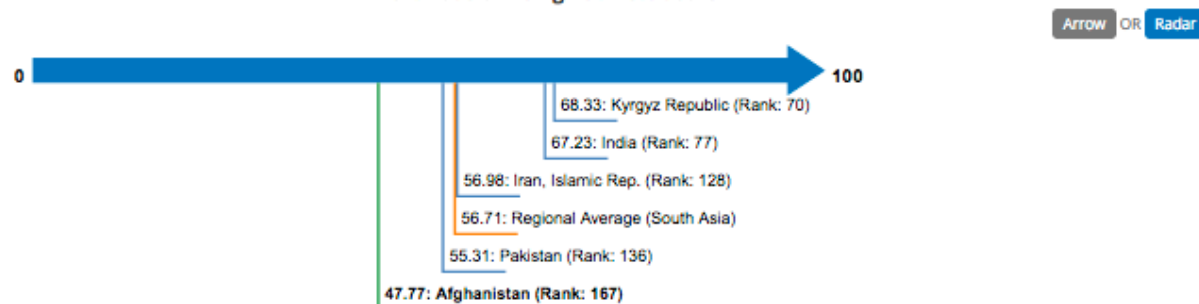 Arrow OR Radar
0
100
68.33: Kyrgyz Republic (Rank: 70)
67.23: India (Rank: 77)
56.98: Iran, Islamic Rep. (Rank: 128)
56.71: Regional Average (South Asia)
55.31: Pakistan (Rank: 136)
47.77: Afghanistan (Rank: 167)